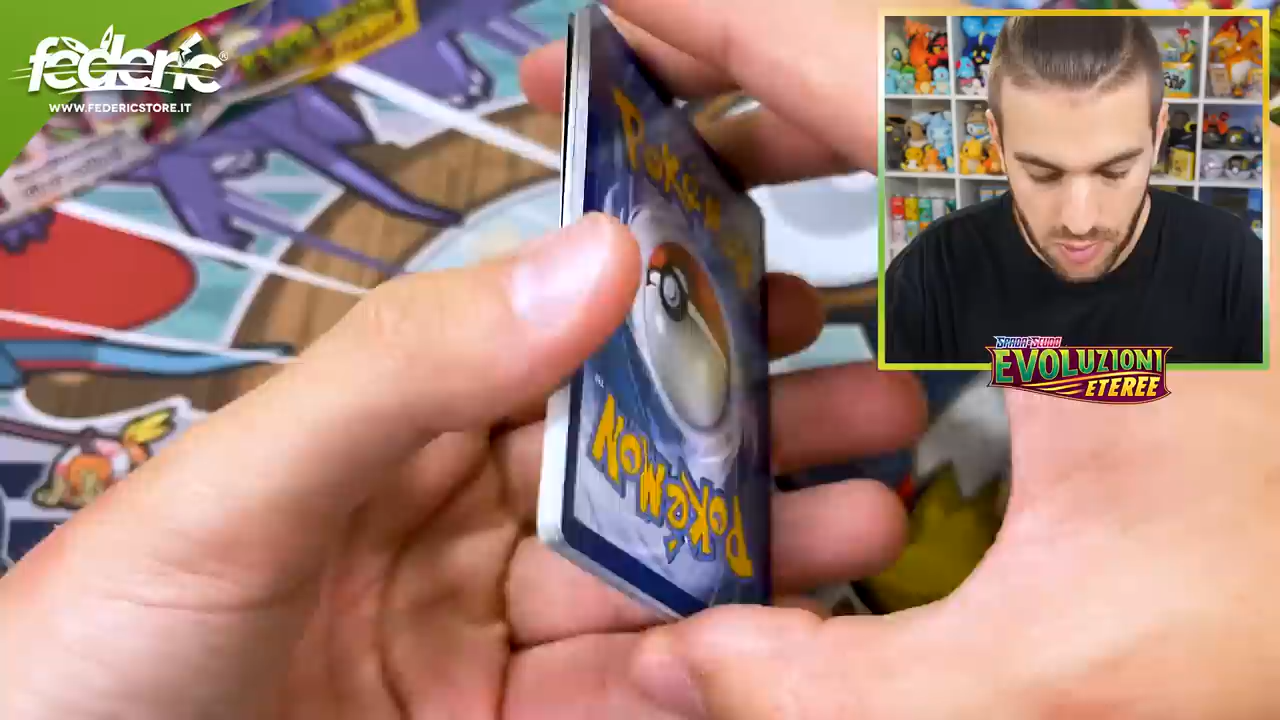 federic®
WWW.FEDERICSTORE.IT
POKéMON
POKéMON
SPADA E SCUDO
EVOLUZIONI
ETEREE